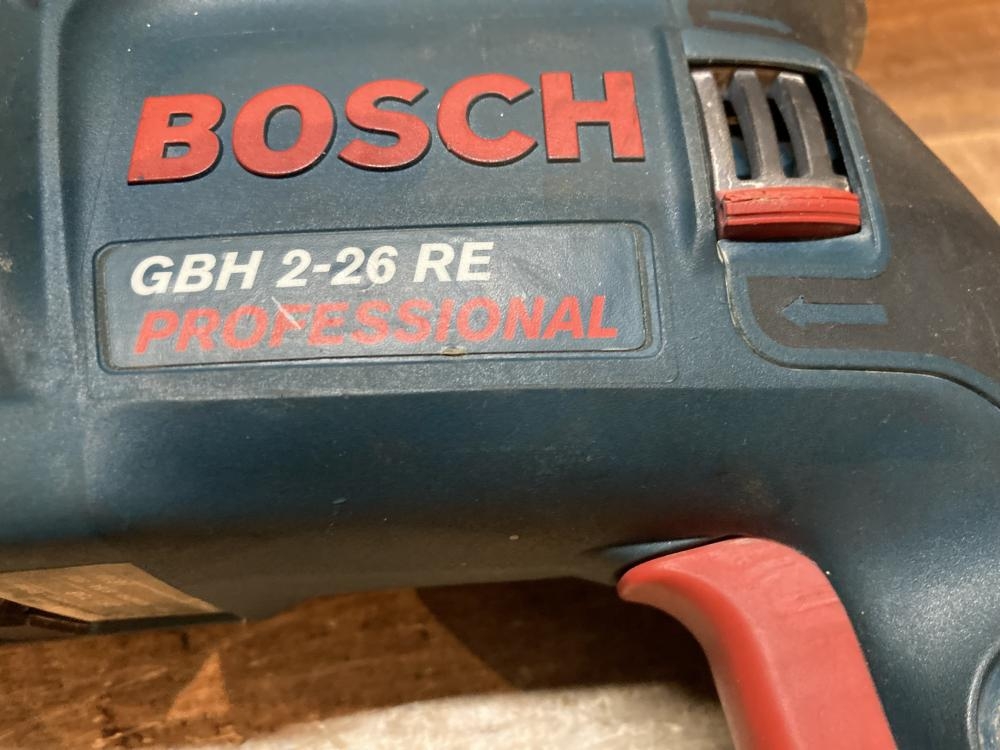 BOSCH
GBH 2-26 RE
PROFESSIONAL